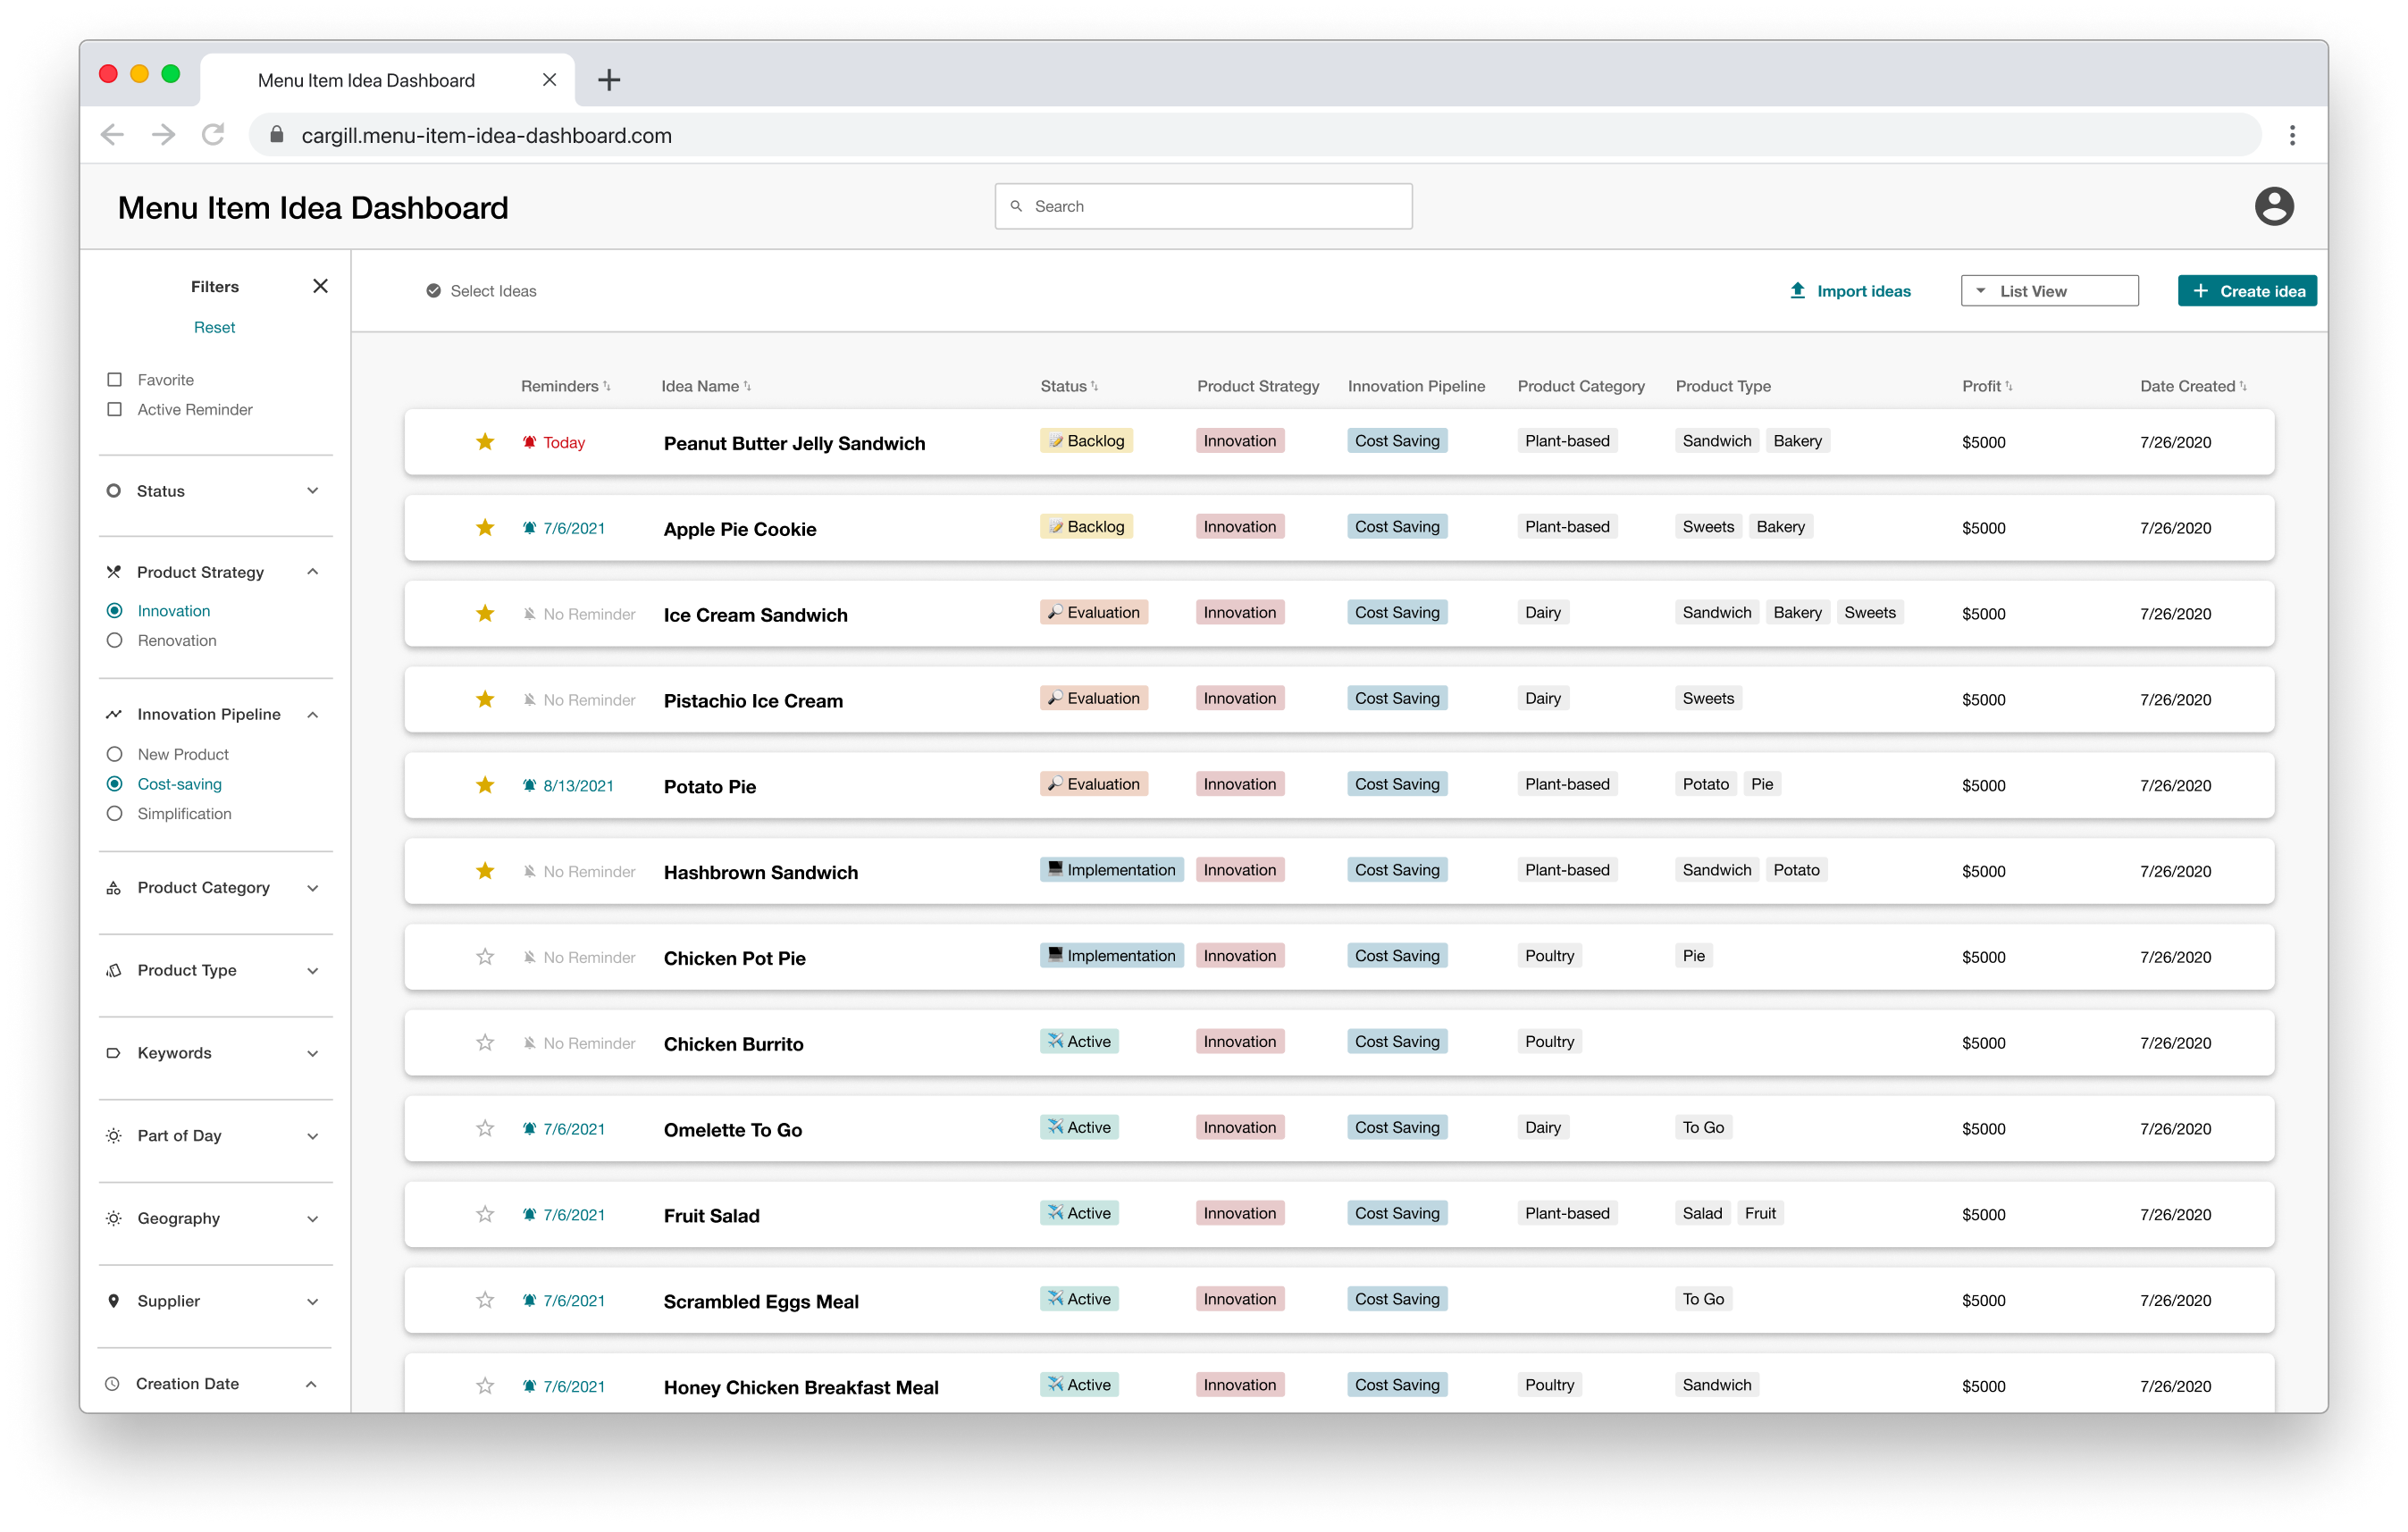 Menu Item Idea Dashboard
cargill.menu-item-idea-dashboard.com
Menu Item Idea Dashboard
Search
Filters
Reset
Favorite
Active Reminder
Status
Product Strategy
Innovation
Renovation
Innovation Pipeline
New Product
Cost-saving
Simplification
Product Category
Product Type
Keywords
Part of Day
Geography
Supplier
Creation Date
Select Ideas Import ideas List View Create idea
Reminders Idea Name Status Product Strategy Innovation Pipeline Product Category Product Type Profit Date Created
Today Peanut Butter Jelly Sandwich Backlog Innovation Cost Saving Plant-based Sandwich Bakery $5000 7/26/2020
7/6/2021 Apple Pie Cookie Backlog Innovation Cost Saving Plant-based Sweets Bakery $5000 7/26/2020
No Reminder Ice Cream Sandwich Evaluation Innovation Cost Saving Dairy Sandwich Bakery Sweets $5000 7/26/2020
No Reminder Pistachio Ice Cream Evaluation Innovation Cost Saving Dairy Sweets $5000 7/26/2020
8/13/2021 Potato Pie Evaluation Innovation Cost Saving Plant-based Potato Pie $5000 7/26/2020
No Reminder Hashbrown Sandwich Implementation Innovation Cost Saving Plant-based Sandwich Potato $5000 7/26/2020
No Reminder Chicken Pot Pie Implementation Innovation Cost Saving Poultry Pie $5000 7/26/2020
No Reminder Chicken Burrito Active Innovation Cost Saving Poultry $5000 7/26/2020
7/6/2021 Omelette To Go Active Innovation Cost Saving Dairy To Go $5000 7/26/2020
7/6/2021 Fruit Salad Active Innovation Cost Saving Plant-based Salad Fruit $5000 7/26/2020
7/6/2021 Scrambled Eggs Meal Active Innovation Cost Saving To Go $5000 7/26/2020
7/6/2021 Honey Chicken Breakfast Meal Active Innovation Cost Saving Poultry Sandwich $5000 7/26/2020